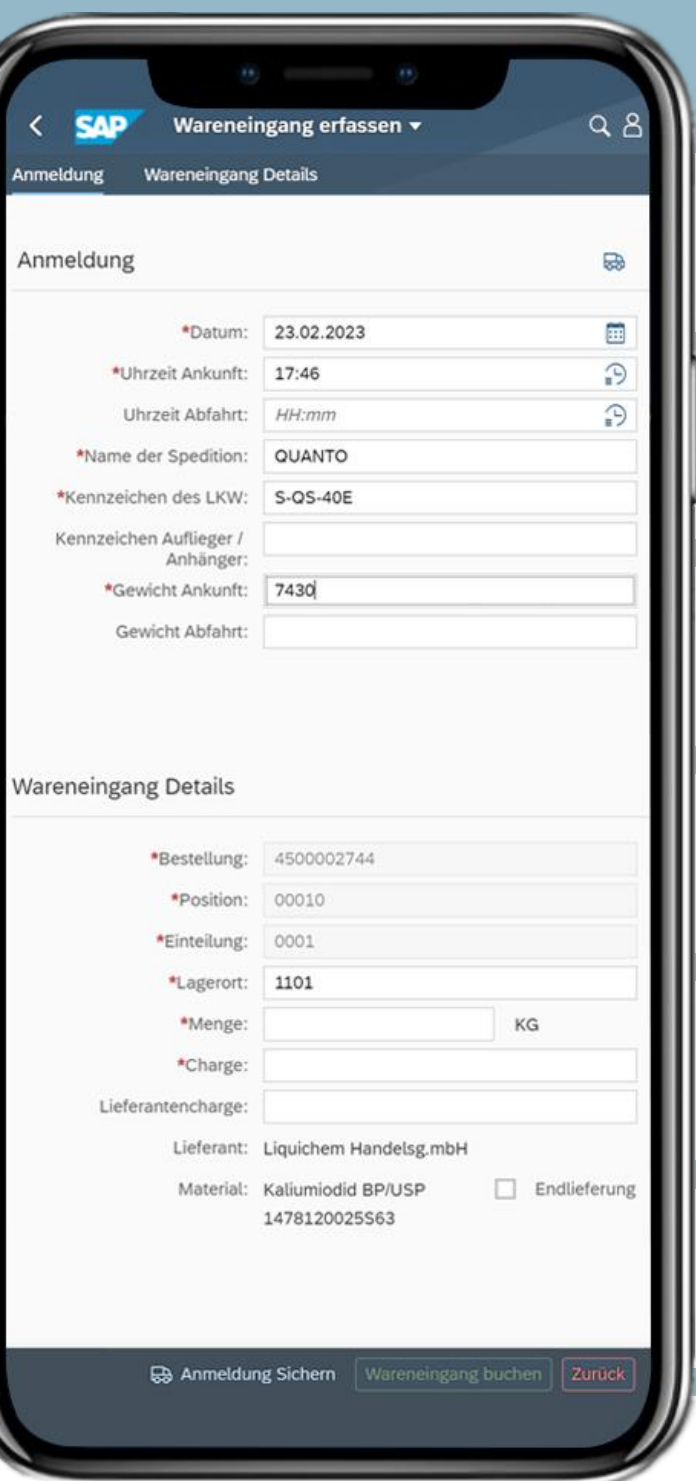 SAP Wareneingang erfassen
Anmeldung Wareneingang Details
Anmeldung
*Datum: 23.02.2023
*Uhrzeit Ankunft: 17:46
Uhrzeit Abfahrt: HH:mm
*Name der Spedition: QUANTO
*Kennzeichen des LKW: S-QS-40E
Kennzeichen Auflieger /
Anhänger:
*Gewicht Ankunft: 7430
Gewicht Abfahrt:
Wareneingang Details
*Bestellung: 4500002744
*Position: 00010
*Einteilung: 0001
*Lagerort: 1101
*Menge: KG
*Charge:
Lieferantencharge:
Lieferant: Liquichem Handelsg.mbH
Material: Kaliumiodid BP/USP Endlieferung
1478120025S63
Anmeldung Sichern Wareneingang buchen Zurück